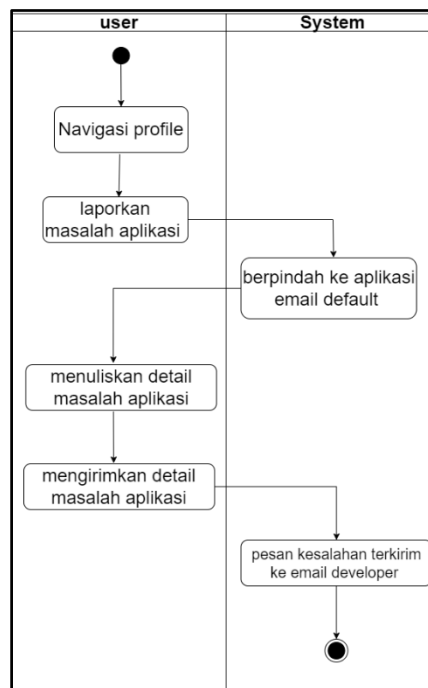 user
System
Navigasi profile
laporkan
masalah aplikasi
berpindah ke aplikasi
email default
menuliskan detail
masalah aplikasi
mengirimkan detail
masalah aplikasi
pesan kesalahan terkirim
ke email developer